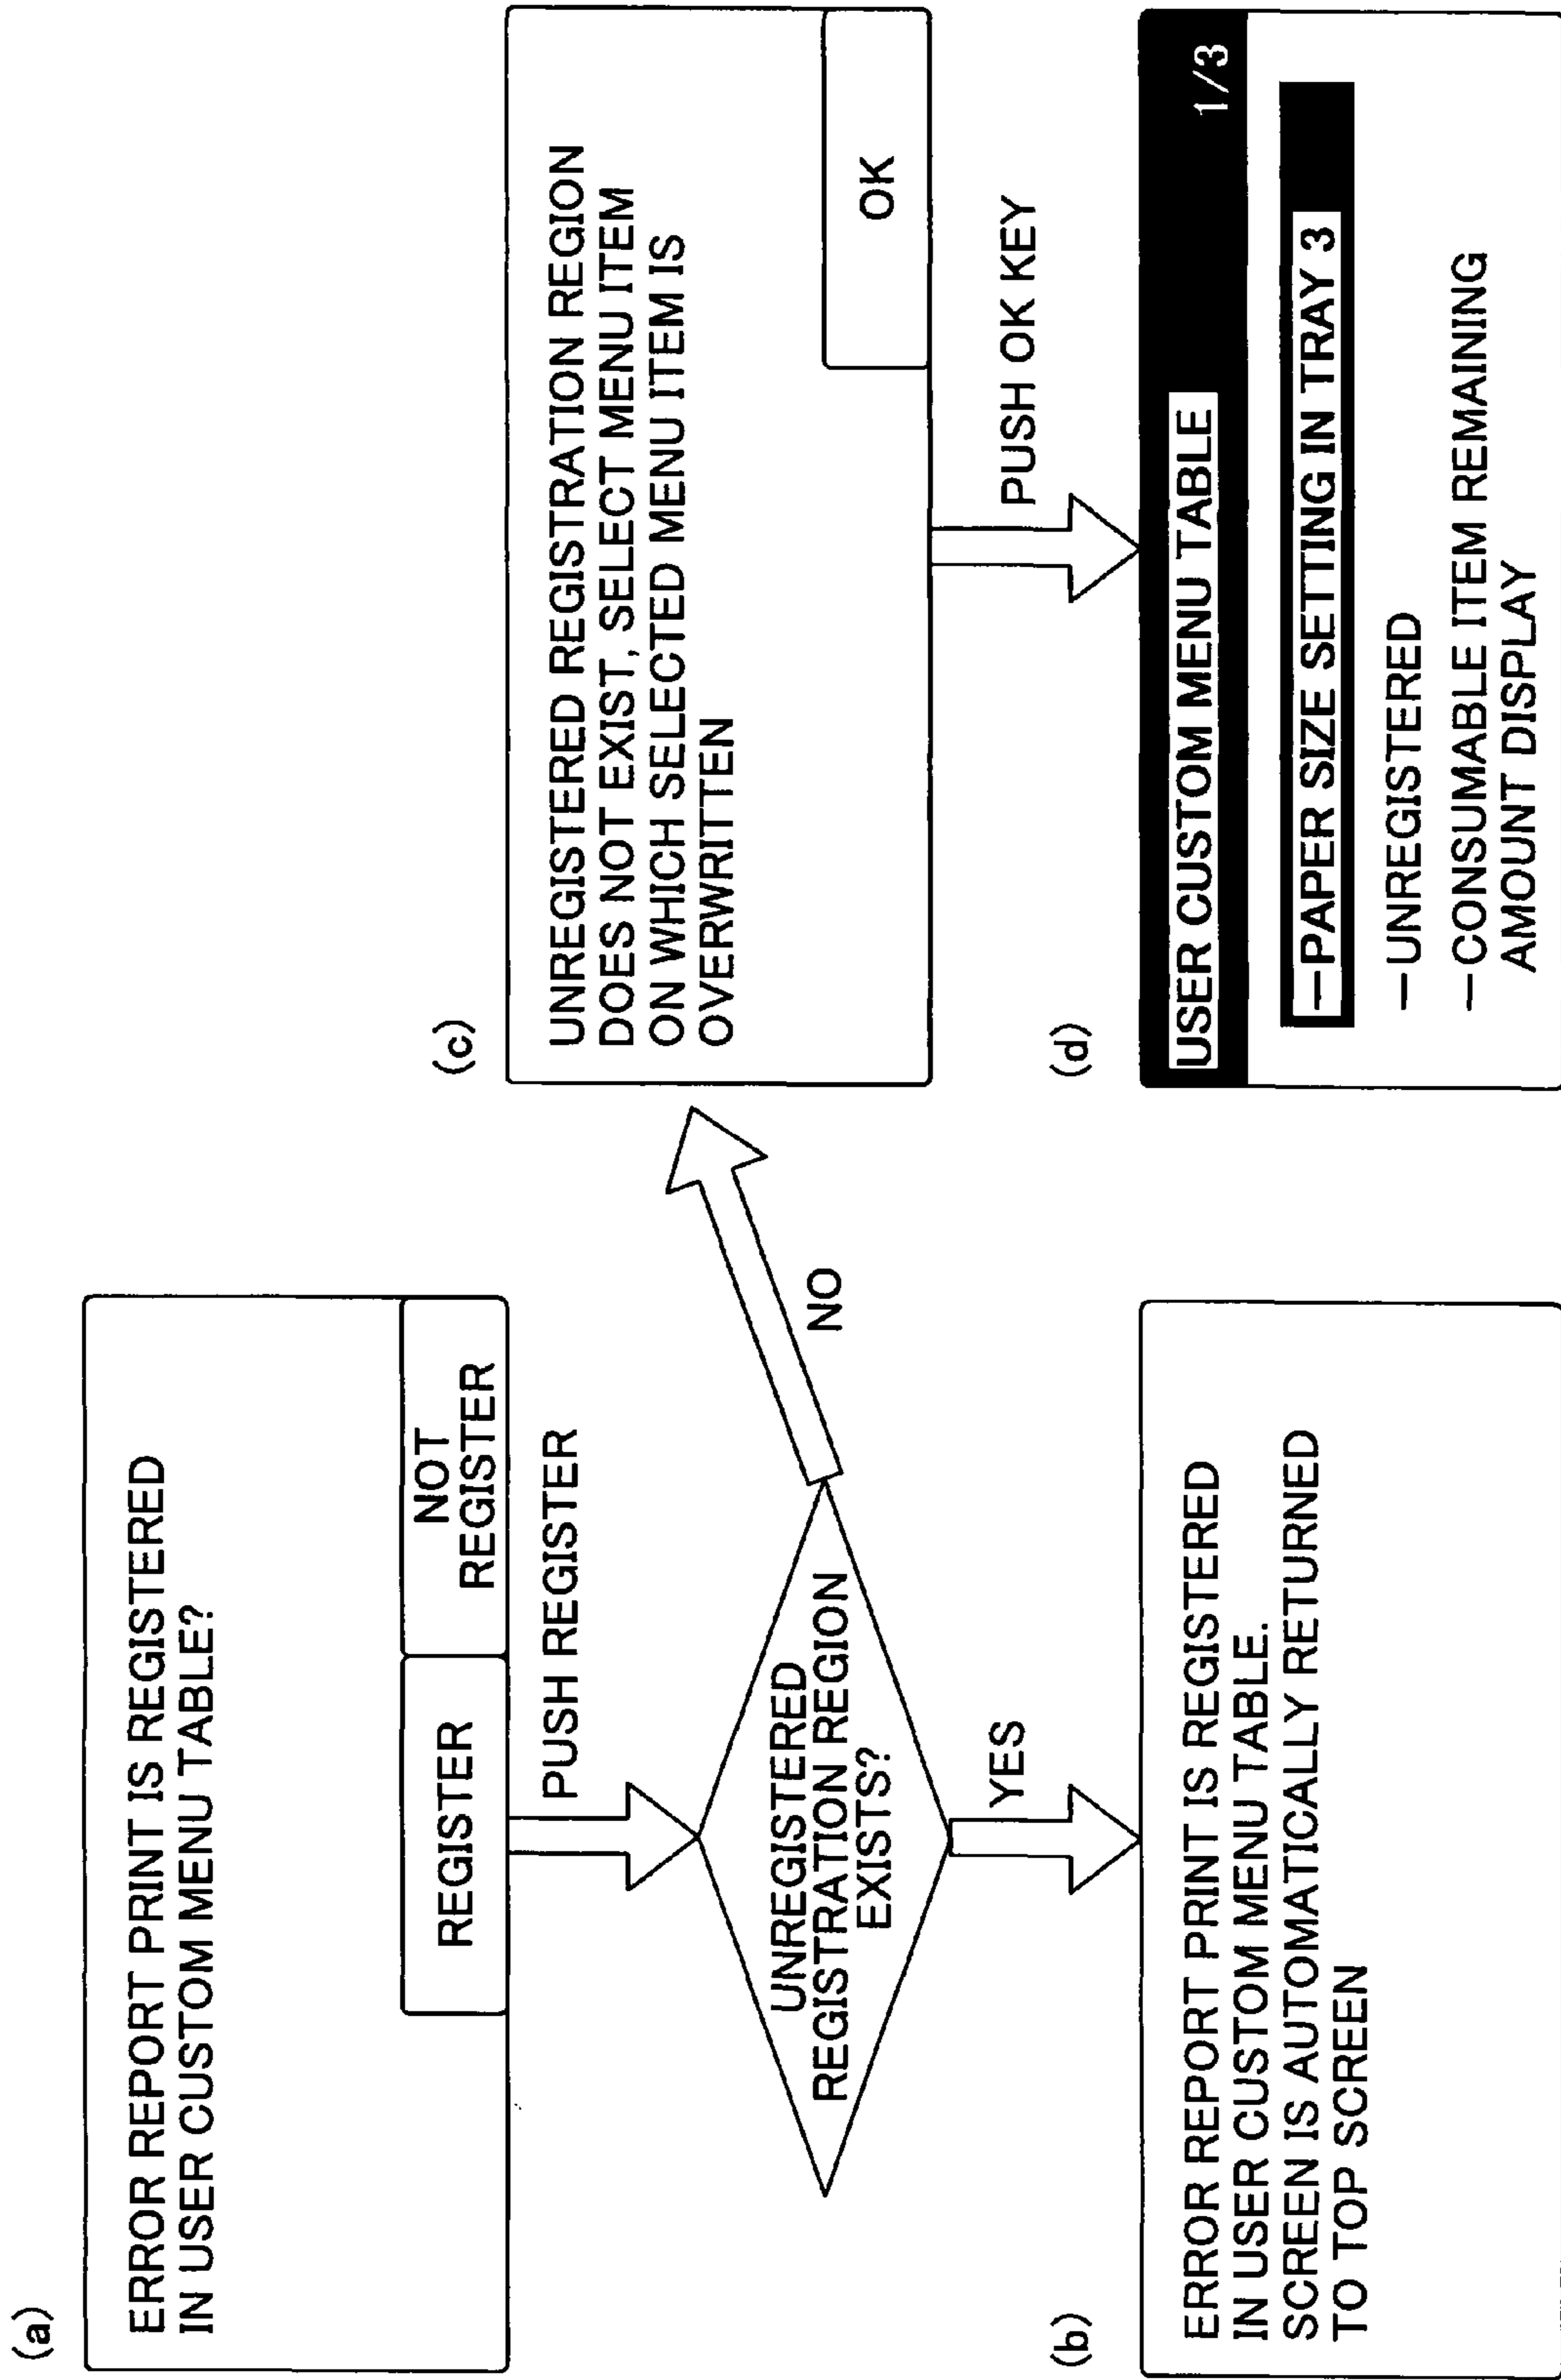 (a)
ERROR REPORT PRINT IS REGISTERED
IN USER CUSTOM MENU TABLE?
REGISTER
NOT
REGISTER
PUSH REGISTER
UNREGISTERED
REGISTRATION REGION
EXISTS?
YES
NO
(b)
ERROR REPORT PRINT IS REGISTERED
IN USER CUSTOM MENU TABLE.
SCREEN IS AUTOMATICALLY RETURNED
TO TOP SCREEN
(c)
UNREGISTERED REGISTRATION REGION
DOES NOT EXIST, SELECT MENU ITEM
ON WHICH SELECTED MENU ITEM IS
OVERWRITTEN
OK
PUSH OK KEY
(d)
USER CUSTOM MENU TABLE 1/3
—PAPER SIZE SETTING IN TRAY 3
—UNREGISTERED
—CONSUMABLE ITEM REMAINING
AMOUNT DISPLAY